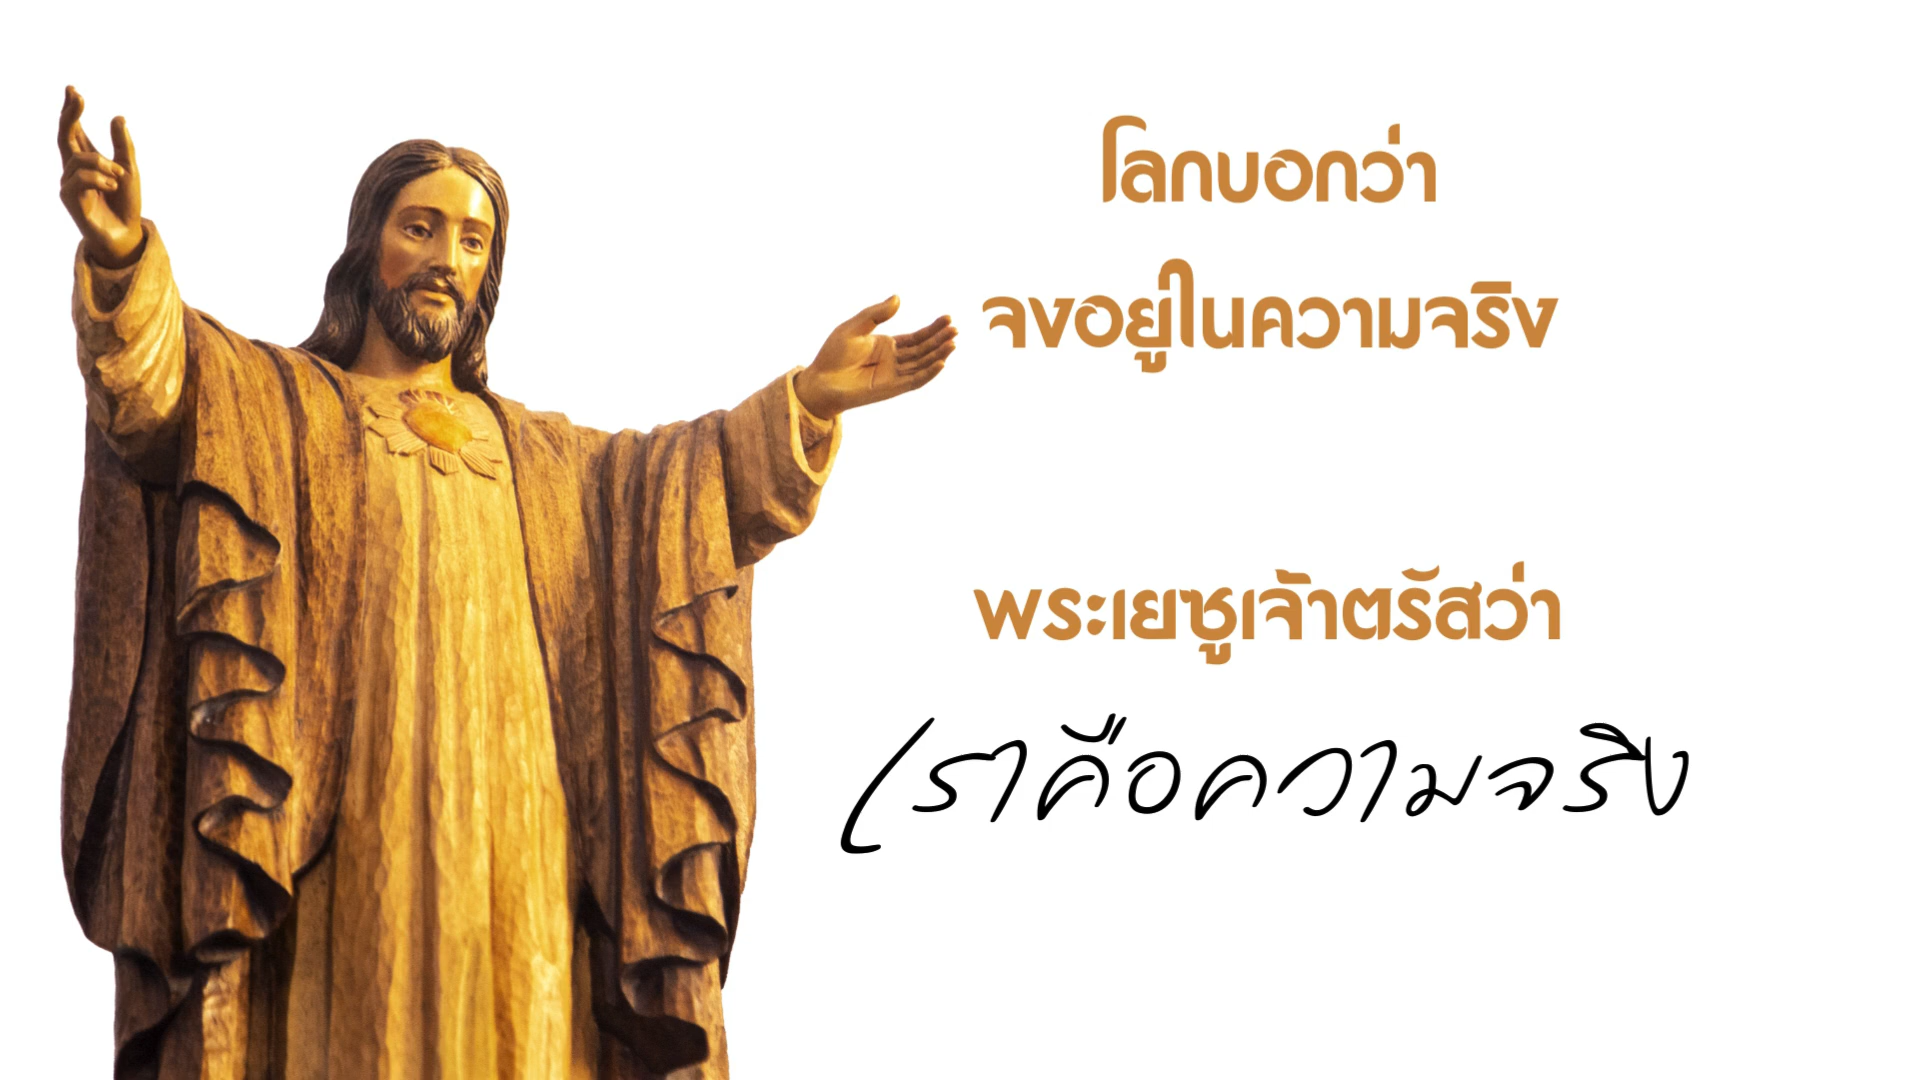 โลกบอกว่า
จงอยู่ในความจริง
พระเยซูเจ้าตรัสว่า
เราคือความจริง